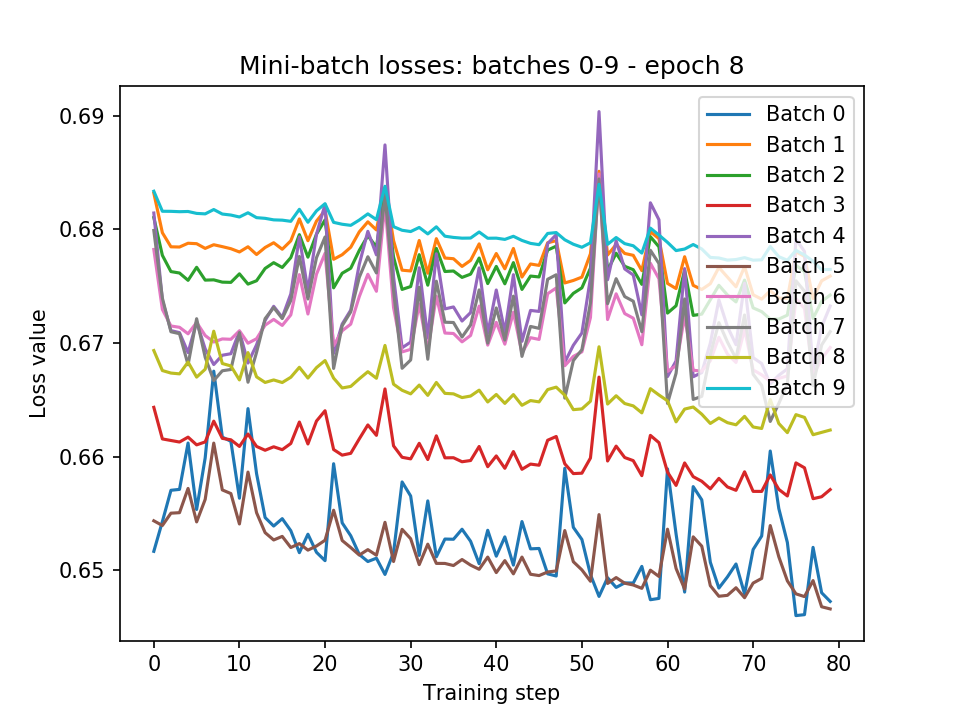 Mini-batch losses: batches 0-9 - epoch 8
Batch 0
Batch 1
Batch 2
Batch 3
Batch 4
Batch 5
Batch 6
Batch 7
Batch 8
Batch 9
0.69
0.68
0.67
0.66
0.65
Loss value
0 10 20 30 40 50 60 70 80
Training step